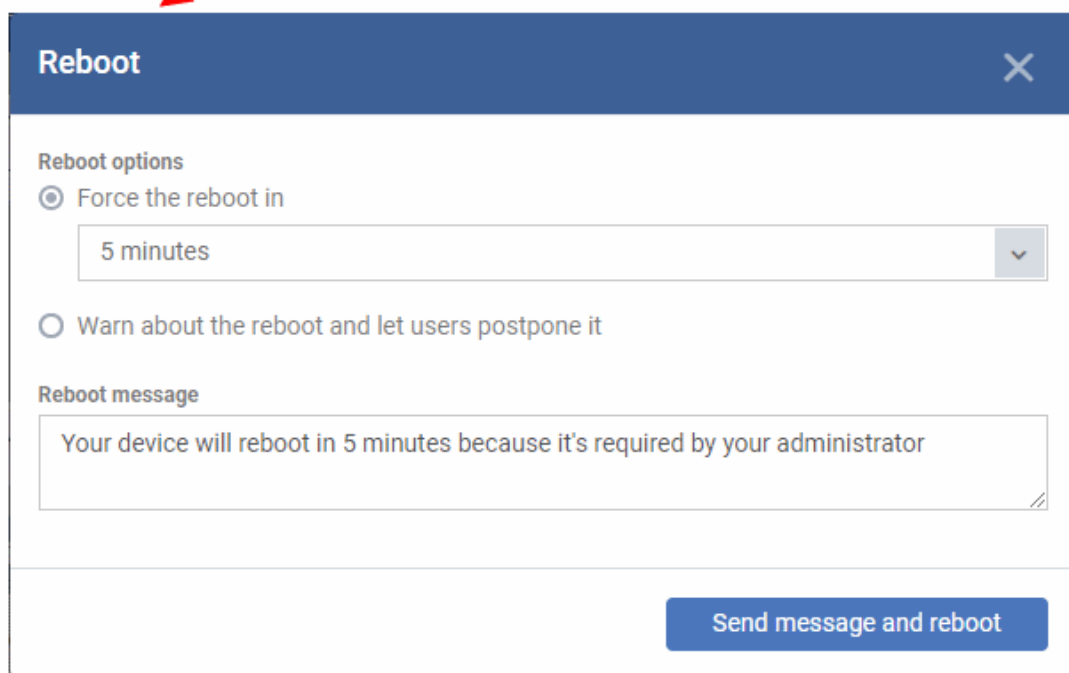 Reboot
Reboot options
Force the reboot in
5 minutes
Warn about the reboot and let users postpone it
Reboot message
Your device will reboot in 5 minutes because it's required by your administrator
Send message and reboot